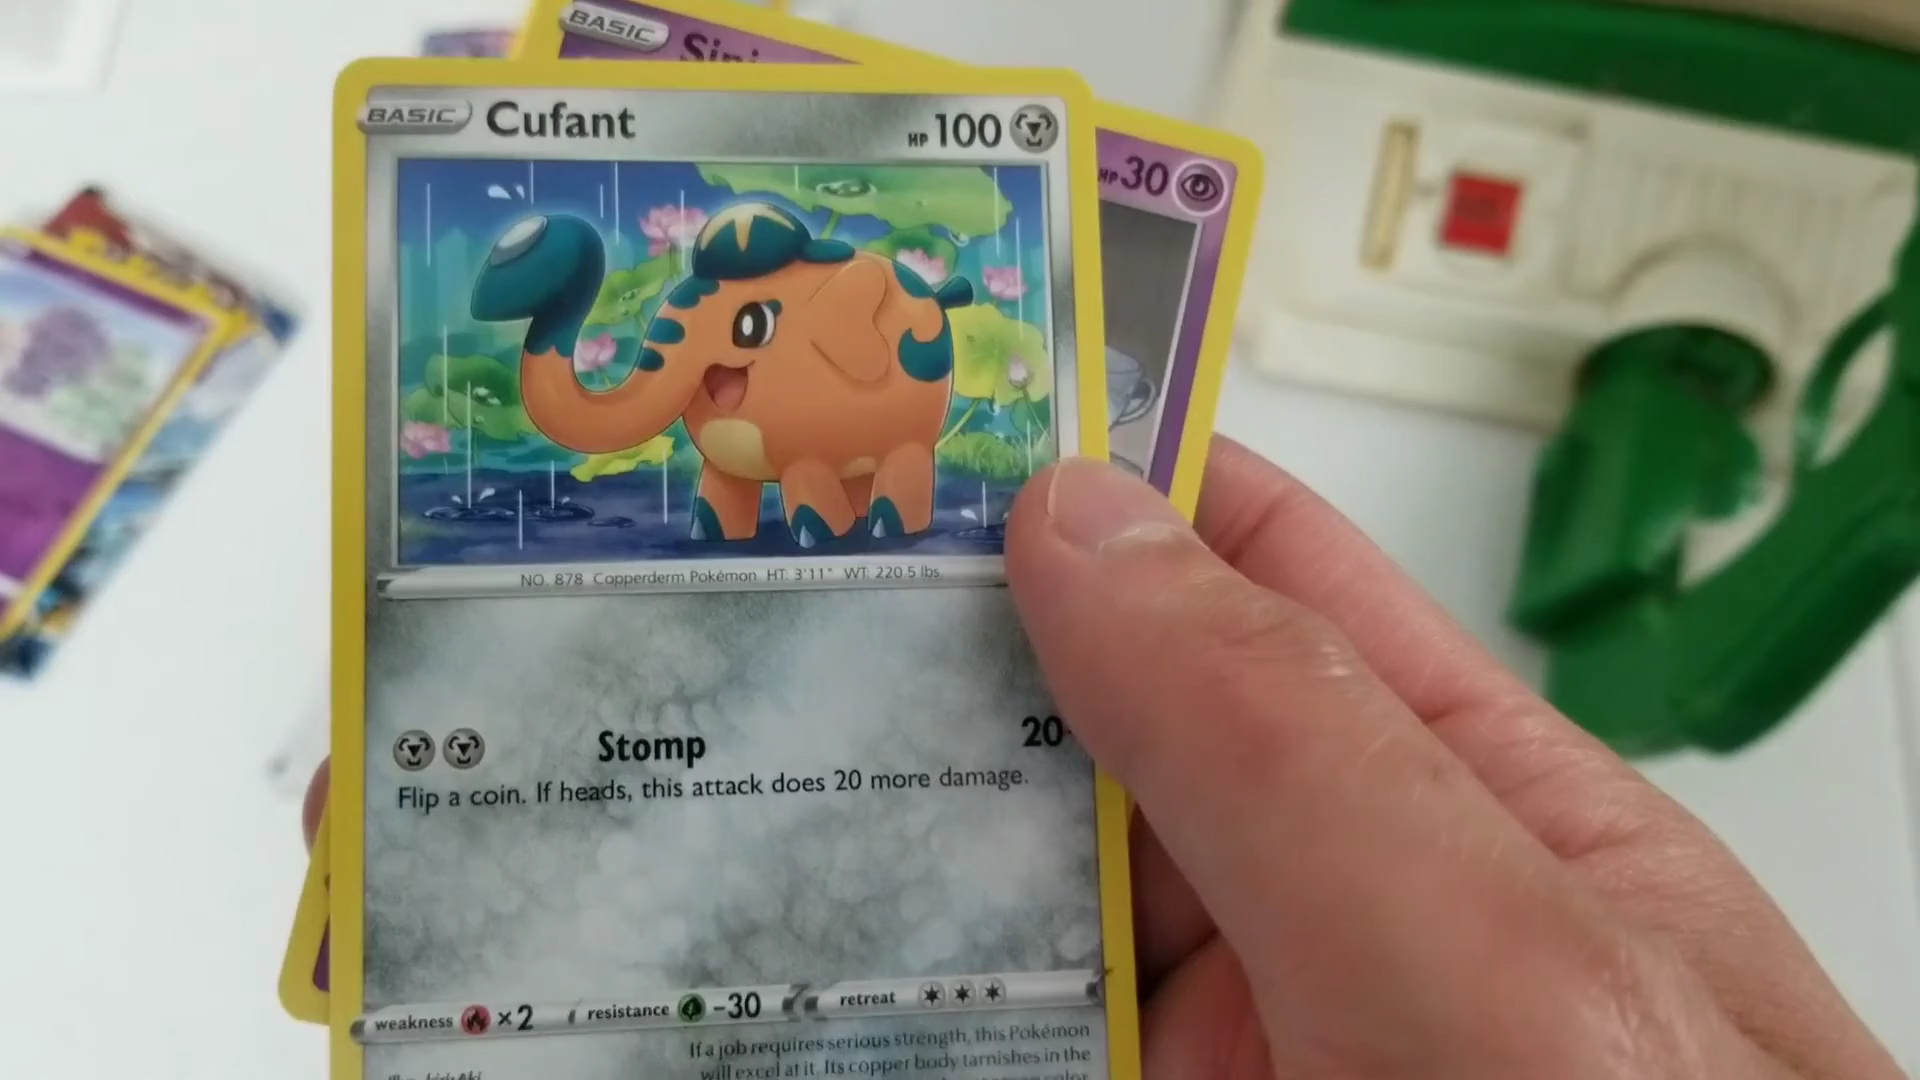 BASIC Sini
BASIC Cufant HP 100
HP 30
NO. 878 Copperderm Pokémon HT: 3'11" WT: 220.5 lbs.
Stomp 20
Flip a coin. If heads, this attack does 20 more damage.
weakness ×2 resistance -30 retreat
If a job requires serious strength, this Pokémon
will excel at it. Its copper body tarnishes in the
color.